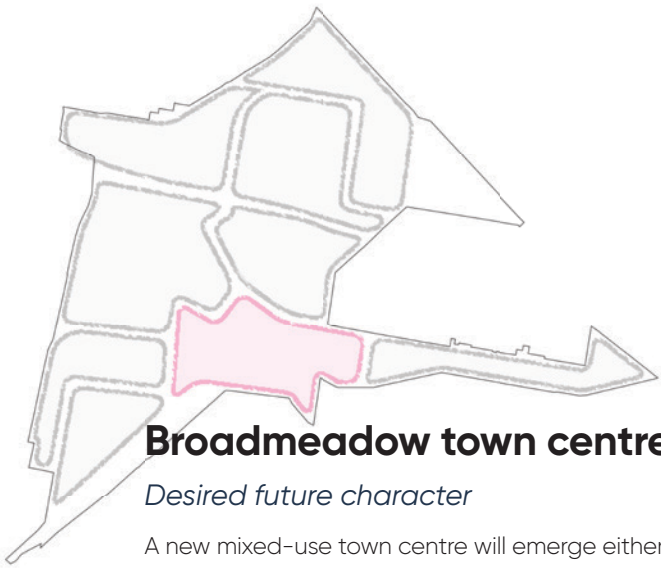 Broadmeadow town centre
Desired future character
A new mixed-use town centre will emerge either